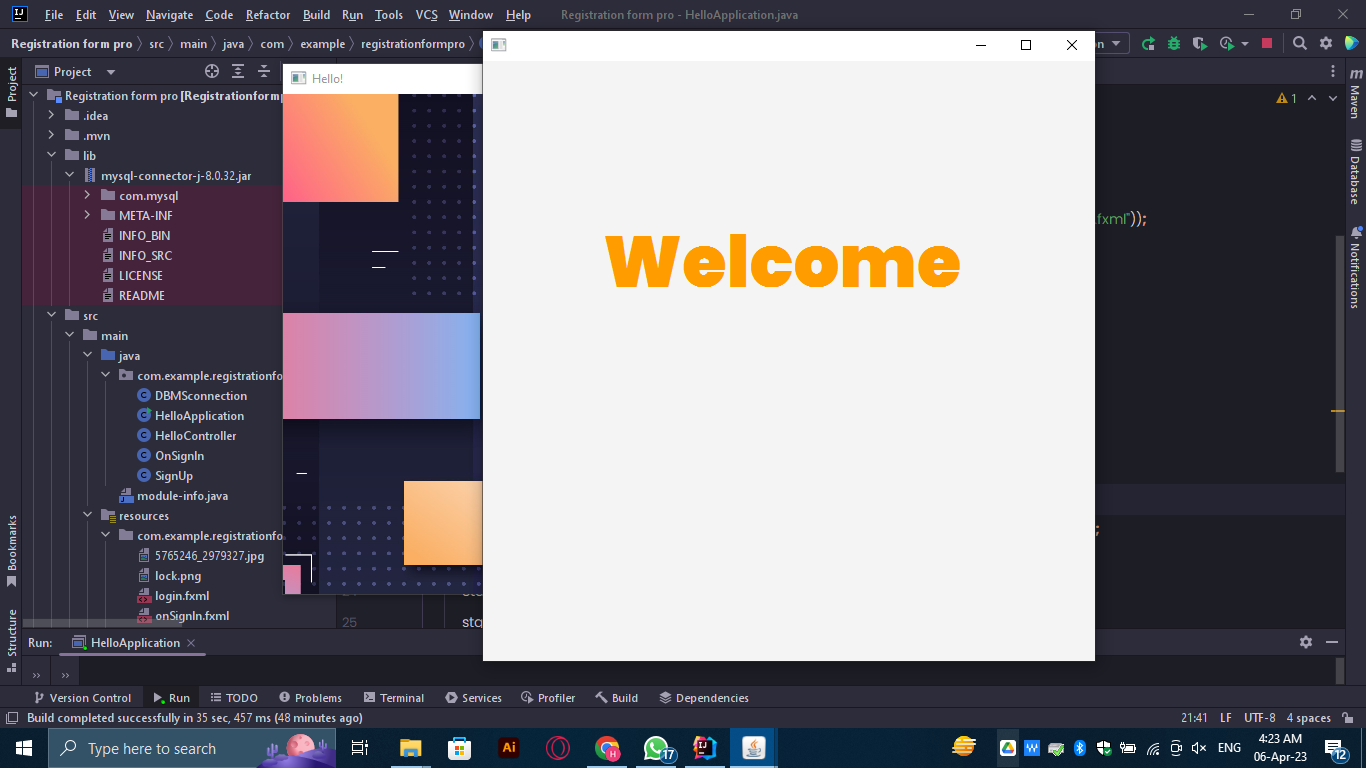 File Edit View Navigate Code Refactor Build Run Tools VCS Window Help Registration form pro - HelloApplication.java
Registration form pro src main java com example registrationformpro
Project
Hello!
Registration form pro [Registrationform
.idea
.mvn
lib
mysql-connector-j-8.0.32.jar
com.mysql
META-INF
INFO_BIN
INFO_SRC
LICENSE
README
src
main
java
com.example.registrationfo
DBMSconnection
HelloApplication
HelloController
OnSignIn
SignUp
module-info.java
resources
com.example.registrationfo
5765246_2979327.jpg
lock.png
login.fxml
onSignIn.fxml
Project
Bookmarks
Structure
Welcome
1
.fxml"));
;
25
sta
Maven
Database
Notifications
Run: HelloApplication
Version Control Run TODO Problems Terminal Services Profiler Build Dependencies
Build completed successfully in 35 sec, 457 ms (48 minutes ago) 21:41 LF UTF-8 4 spaces
Type here to search
Ai
H
17
W
ENG
4:23 AM
06-Apr-23
12